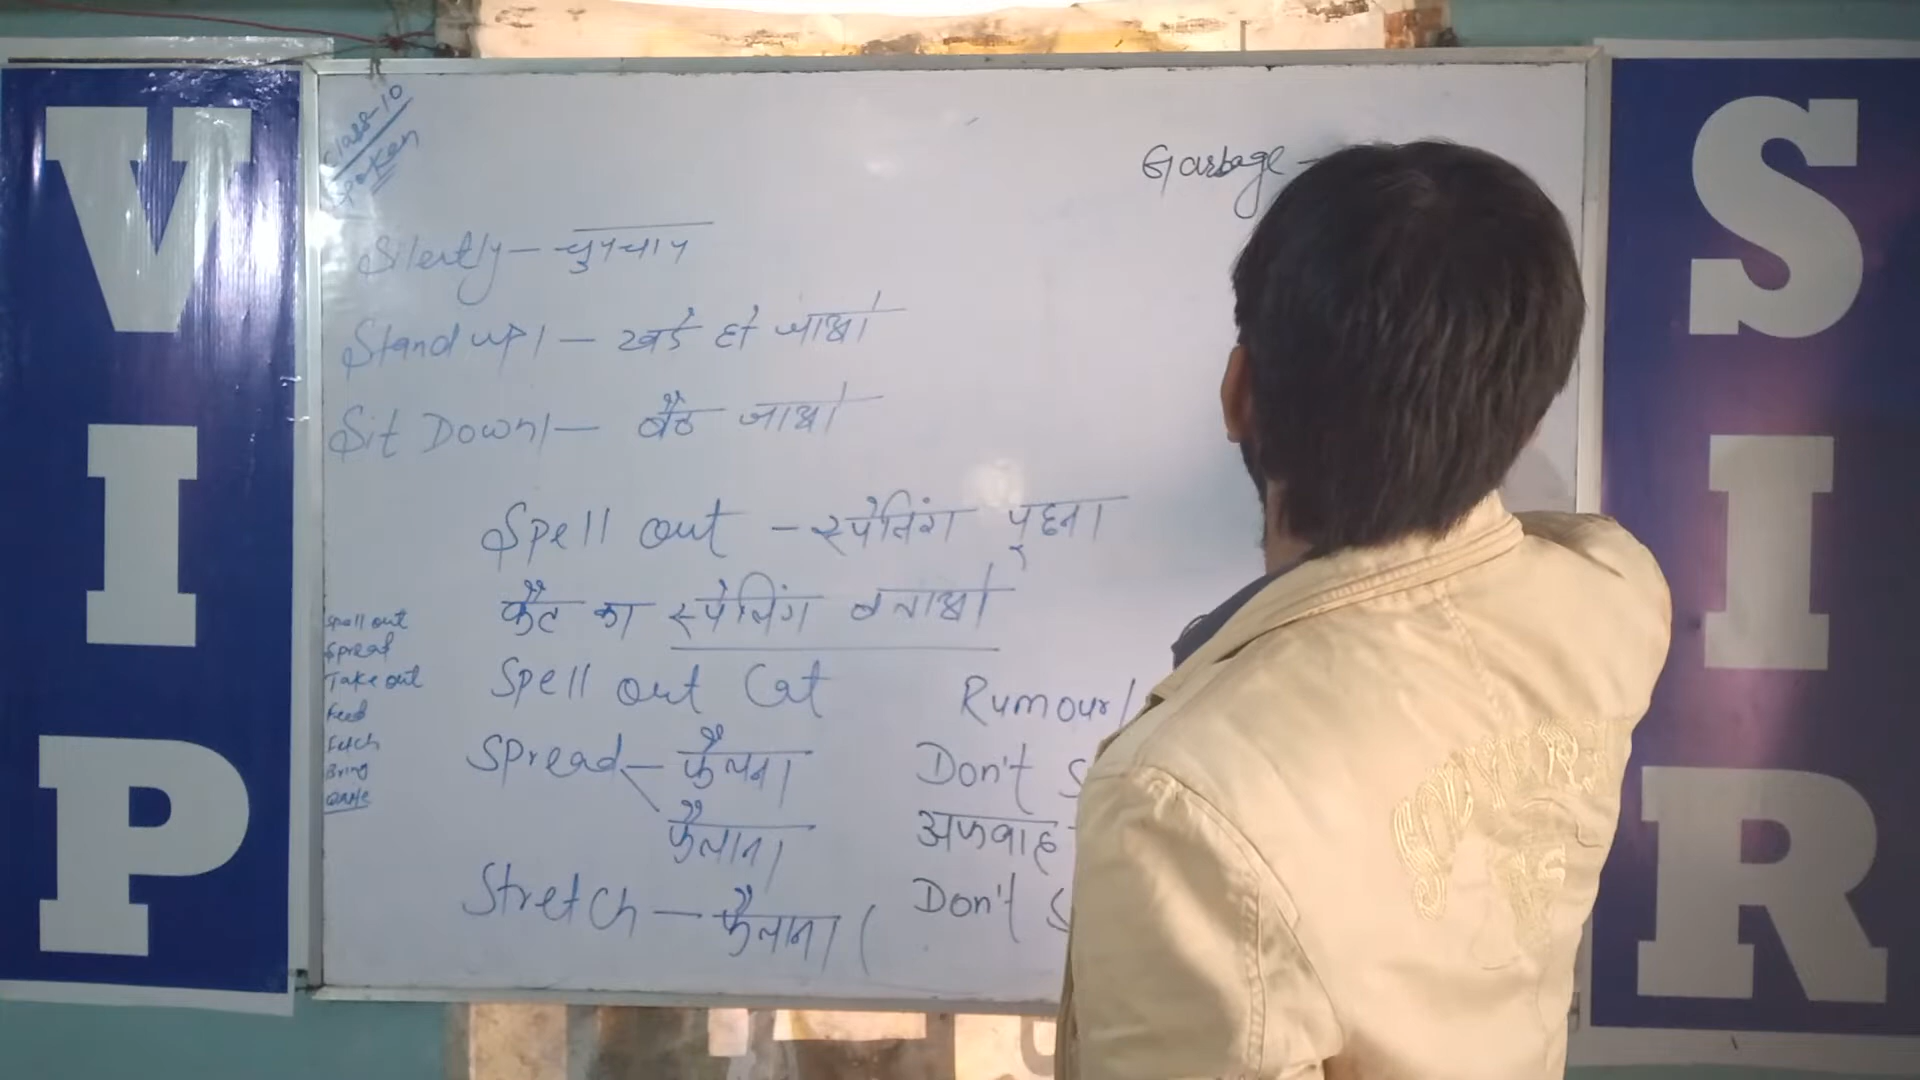 VIP
SIR
Class-10
Spoken
Garbage -
Silently - चुपचाप
Stand up! - खडे हो जाओ
Sit Down! - बैठ जाओ
Spell out - स्पेलिंग पूछना
कैट का स्पेलिंग बताओ
Spell out Cat
Rumour/
Spread - फैलना
फैलाना
Don't S
अफवाह
Stretch - फैलाना (
Don't S
Spell out
Spread
Take out
Feed
Fetch
Bring